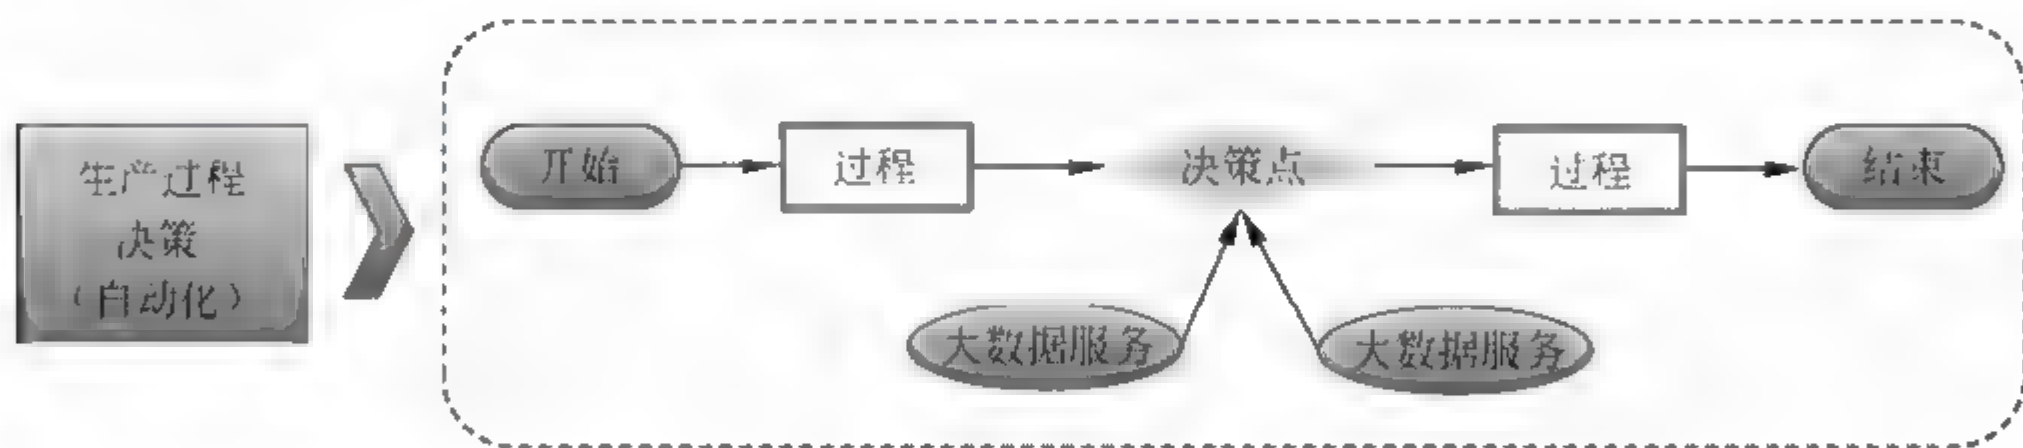 生产过程
决策
（自动化）
开始
过程
决策点
过程
结束
大数据服务
大数据服务